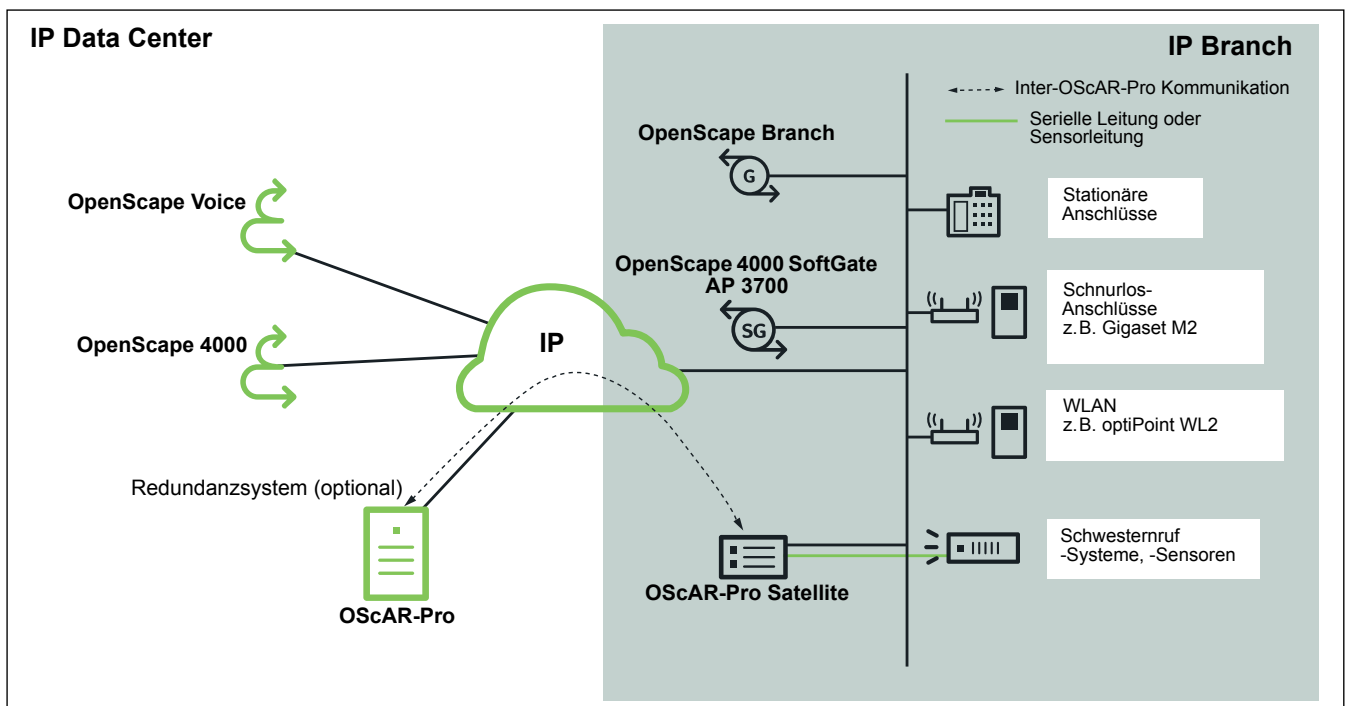 IP Data Center
IP Branch
Inter-OScAR-Pro Kommunikation
Serielle Leitung oder
Sensorleitung
OpenScape Branch
G
Stationäre
Anschlüsse
OpenScape Voice
OpenScape 4000 SoftGate
AP 3700
SG
Schnurlos-
Anschlüsse
z.B. Gigaset M2
OpenScape 4000
IP
WLAN
z.B. optiPoint WL2
Redundanzsystem (optional)
OScAR-Pro
OScAR-Pro Satellite
Schwesternruf
-Systeme, -Sensoren